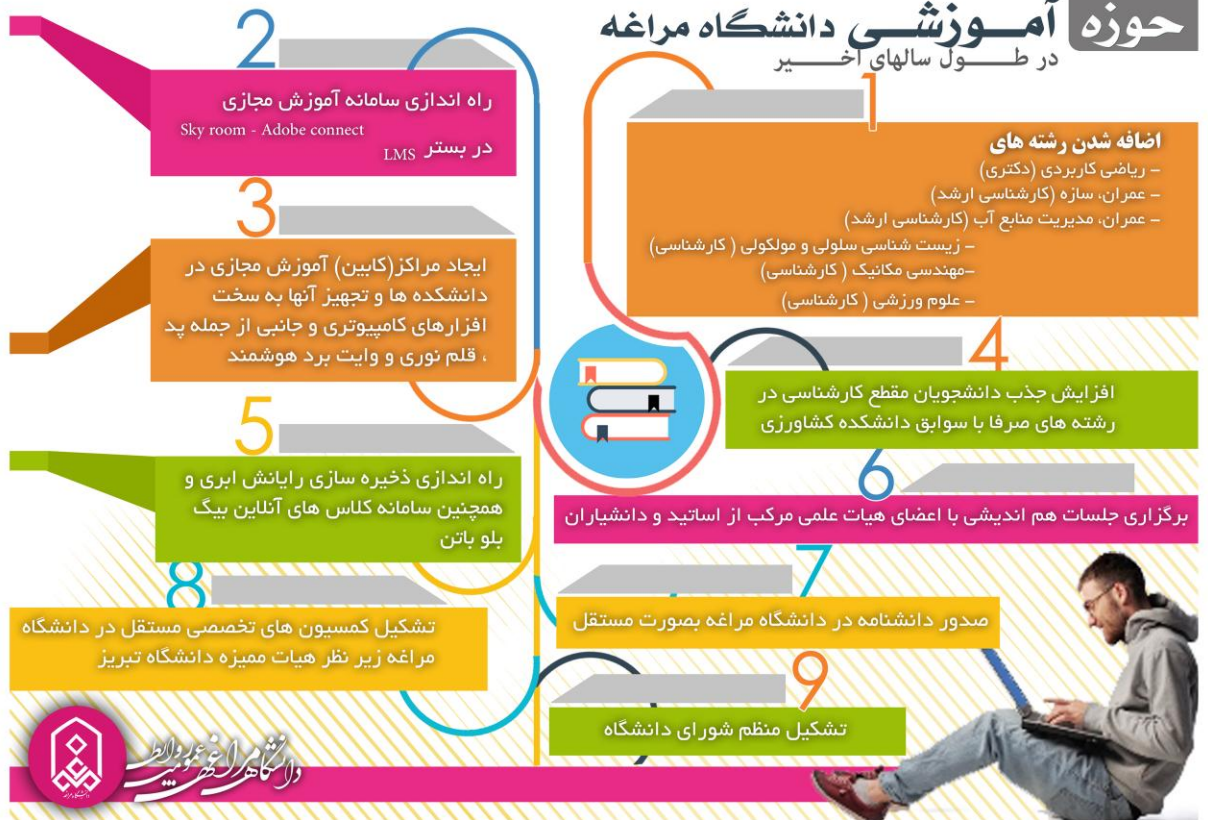 حوزه آموزشی دانشگاه مراغه
در طول سالهای اخیر
1
اضافه شدن رشته های
- ریاضی کاربردی (دکتری)
- عمران، سازه (کارشناسی ارشد)
- عمران، مدیریت منابع آب (کارشناسی ارشد)
- زیست شناسی سلولی و مولکولی ( کارشناسی)
-مهندسی مکانیک ( کارشناسی)
- علوم ورزشی ( کارشناسی)
2
راه اندازی سامانه آموزش مجازی
Sky room - Adobe connect
در بستر LMS
3
ایجاد مراکز(کابین) آموزش مجازی در
دانشکده ها و تجهیز آنها به سخت
افزارهای کامپیوتری و جانبی از جمله پد
، قلم نوری و وایت برد هوشمند
4
افزایش جذب دانشجویان مقطع کارشناسی در
رشته های صرفا با سوابق دانشکده کشاورزی
5
راه اندازی ذخیره سازی رایانش ابری و
همچنین سامانه کلاس های آنلاین بیگ
بلو باتن
6
برگزاری جلسات هم اندیشی با اعضای هیات علمی مرکب از اساتید و دانشیاران
7
صدور دانشنامه در دانشگاه مراغه بصورت مستقل
8
تشکیل کمسیون های تخصصی مستقل در دانشگاه
مراغه زیر نظر هیات ممیزه دانشگاه تبریز
9
تشکیل منظم شورای دانشگاه
روابط عمومی دانشگاه مراغه
دانشگاه مراغه